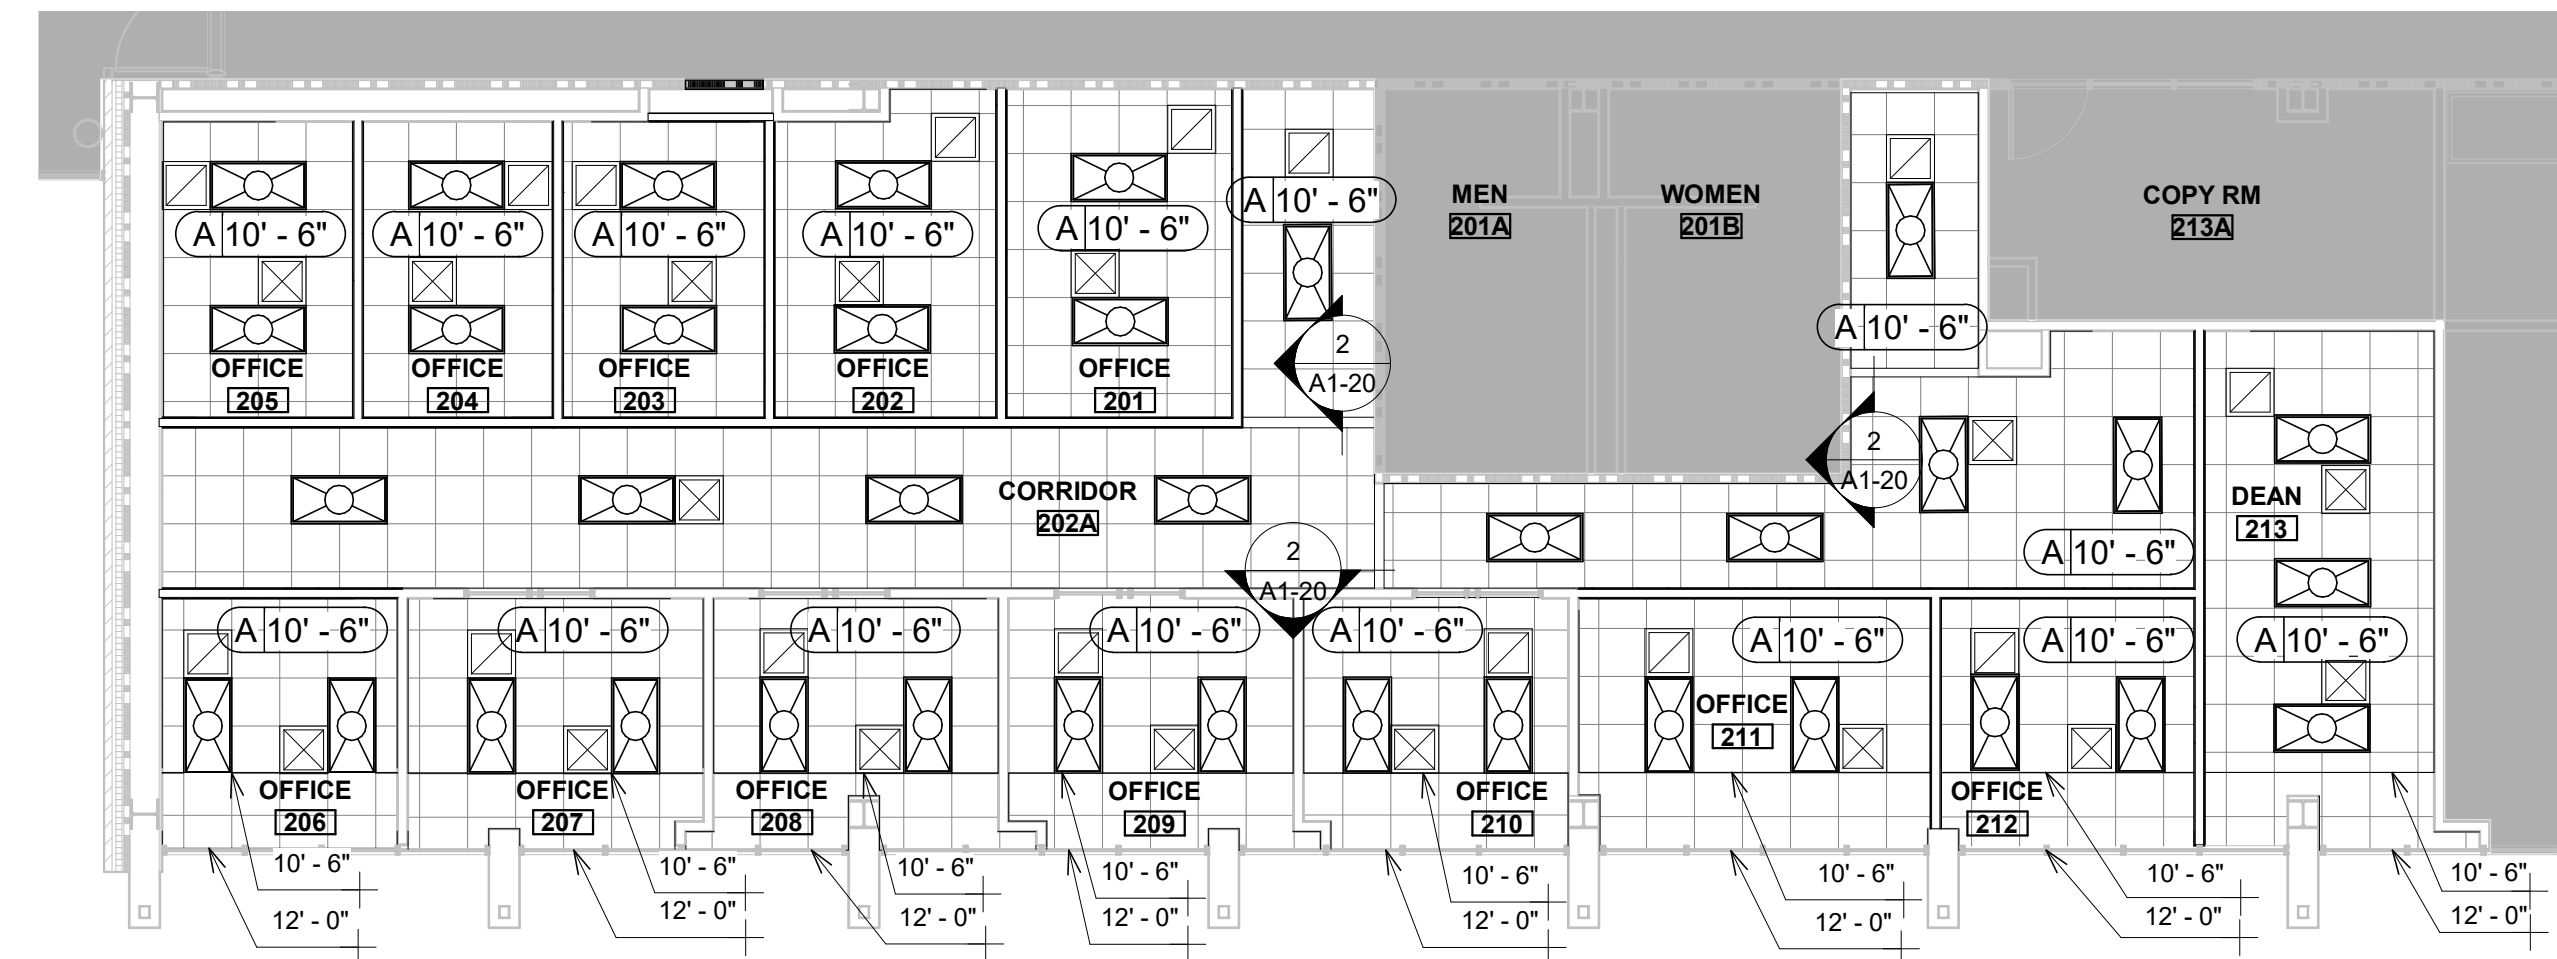 A 10' - 6"
MEN
201A
WOMEN
201B
COPY RM
213A
A 10' - 6"
A 10' - 6"
A 10' - 6"
A 10' - 6"
A 10' - 6"
A 10' - 6"
2
A1-20
OFFICE
205
OFFICE
204
OFFICE
203
OFFICE
202
OFFICE
201
2
A1-20
CORRIDOR
202A
DEAN
213
2
A1-20
A 10' - 6"
A 10' - 6"
A 10' - 6"
A 10' - 6"
A 10' - 6"
A 10' - 6"
A 10' - 6"
A 10' - 6"
A 10' - 6"
OFFICE
211
OFFICE
206
OFFICE
207
OFFICE
208
OFFICE
209
OFFICE
210
OFFICE
212
10' - 6"
12' - 0"
10' - 6"
12' - 0"
10' - 6"
12' - 0"
10' - 6"
12' - 0"
10' - 6"
12' - 0"
10' - 6"
12' - 0"
10' - 6"
12' - 0"
10' - 6"
12' - 0"